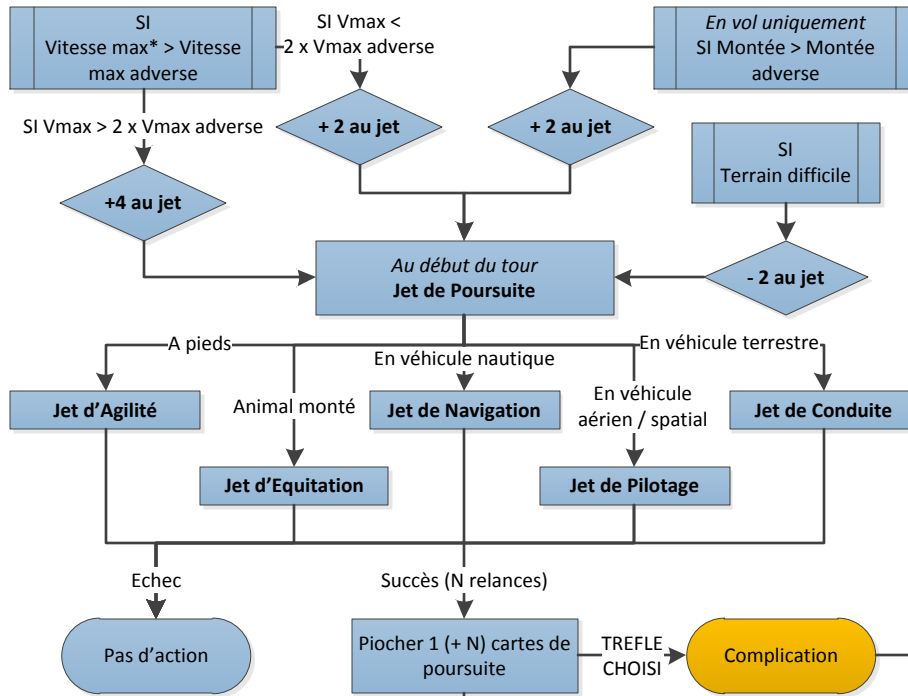 SI
Vitesse max* > Vitesse
max adverse
SI Vmax <
2 x Vmax adverse
En vol uniquement
SI Montée > Montée
adverse
SI Vmax > 2 x Vmax adverse
+ 2 au jet
+ 2 au jet
SI
Terrain difficile
+4 au jet
Au début du tour
Jet de Poursuite
- 2 au jet
A pieds
En véhicule nautique
En véhicule terrestre
Jet d’Agilité
Animal monté
Jet de Navigation
En véhicule
aérien / spatial
Jet de Conduite
Jet d’Equitation
Jet de Pilotage
Echec
Succès (N relances)
Pas d’action
Piocher 1 (+ N) cartes de
poursuite
TREFLE
CHOISI
Complication